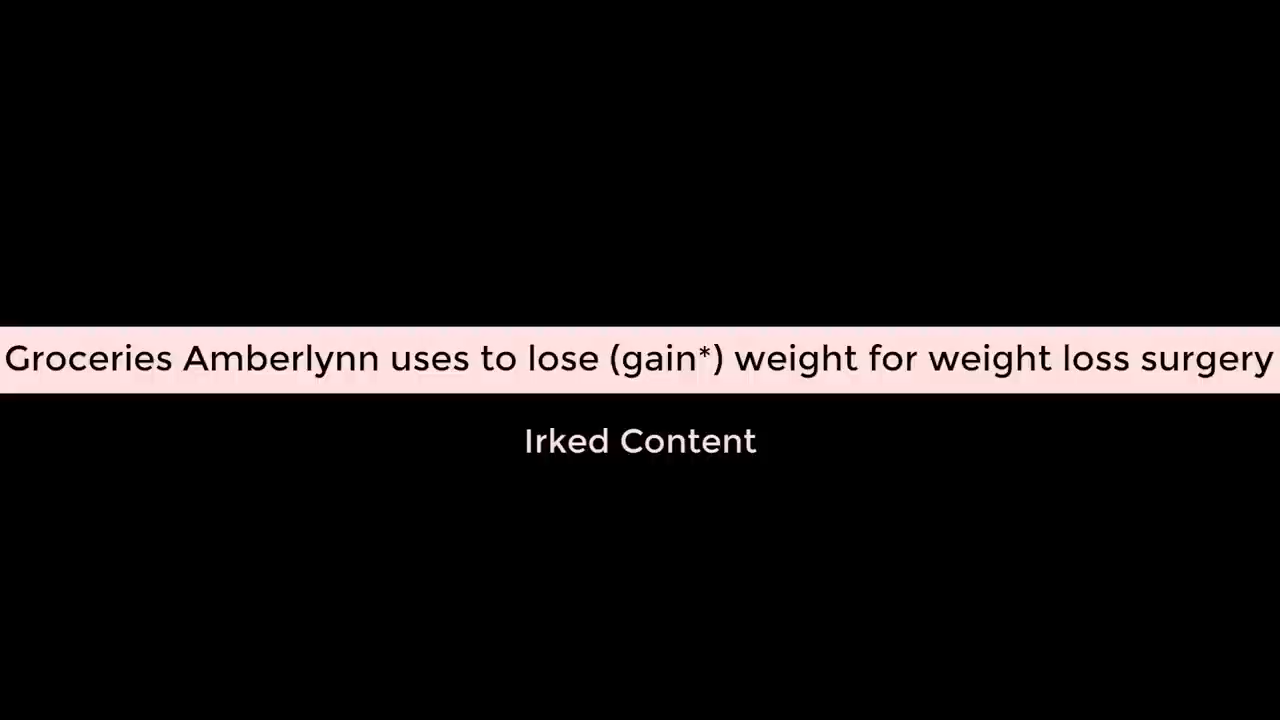 Groceries Amberlynn uses to lose (gain*) weight for weight loss surgery
Irked Content